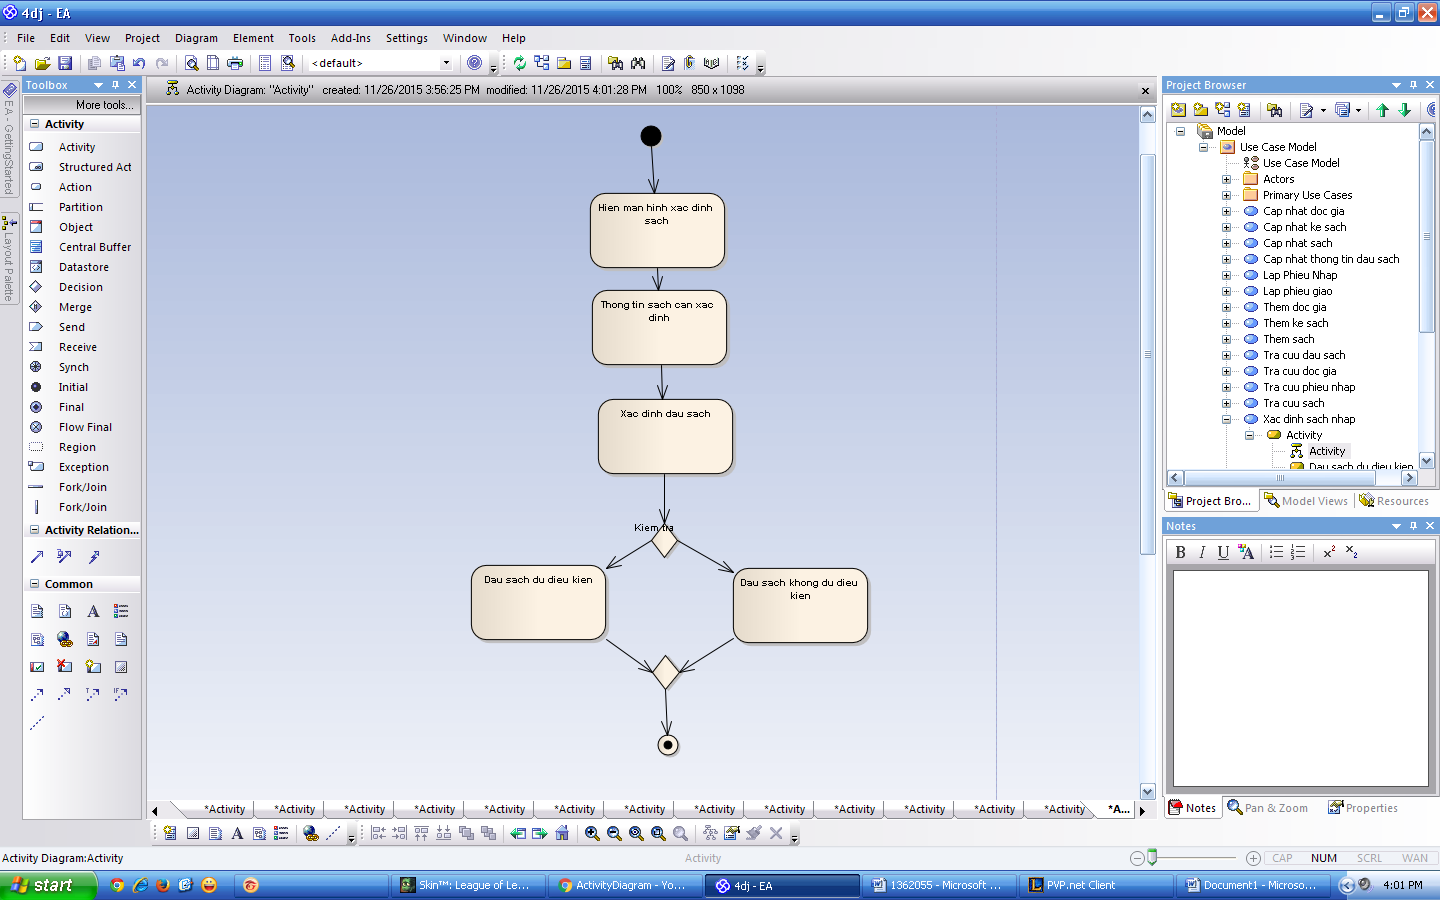 4dj - EA
File Edit View Project Diagram Element Tools Add-Ins Settings Window Help
<default>
Toolbox
More tools...
Activity
Activity
Structured Act
Action
Partition
Object
Central Buffer
Datastore
Decision
Merge
Send
Receive
Synch
Initial
Final
Flow Final
Region
Exception
Fork/Join
Fork/Join
Activity Relation...
Common
EA - GettingStarted
Layout Palette
Activity Diagram: "Activity" created: 11/26/2015 3:56:25 PM modified: 11/26/2015 4:01:28 PM 100% 850 x 1098
Hien man hinh xac dinh
sach
Thong tin sach can xac
dinh
Xac dinh dau sach
Kiem tra
Dau sach du dieu kien
Dau sach khong du dieu
kien
*Activity *Activity *Activity *Activity *Activity *Activity *Activity *Activity *Activity *Activity *Activity *Activity *Activity *A...
Project Browser
Model
Use Case Model
Use Case Model
Actors
Primary Use Cases
Cap nhat doc gia
Cap nhat ke sach
Cap nhat sach
Cap nhat thong tin dau sach
Lap Phieu Nhap
Lap phieu giao
Them doc gia
Them ke sach
Them sach
Tra cuu dau sach
Tra cuu doc gia
Tra cuu phieu nhap
Tra cuu sach
Xac dinh sach nhap
Activity
Activity
Dau sach du dieu kien
Project Bro... Model Views Resources
Notes
B I U A x² x₂
Notes Pan & Zoom Properties
Activity Diagram:Activity
Activity
CAP NUM SCRL WAN
start
Skin™: League of Le...
ActivityDiagram - Yo...
4dj - EA
1362055 - Microsoft ...
PVP.net Client
Document1 - Microso...
4:01 PM